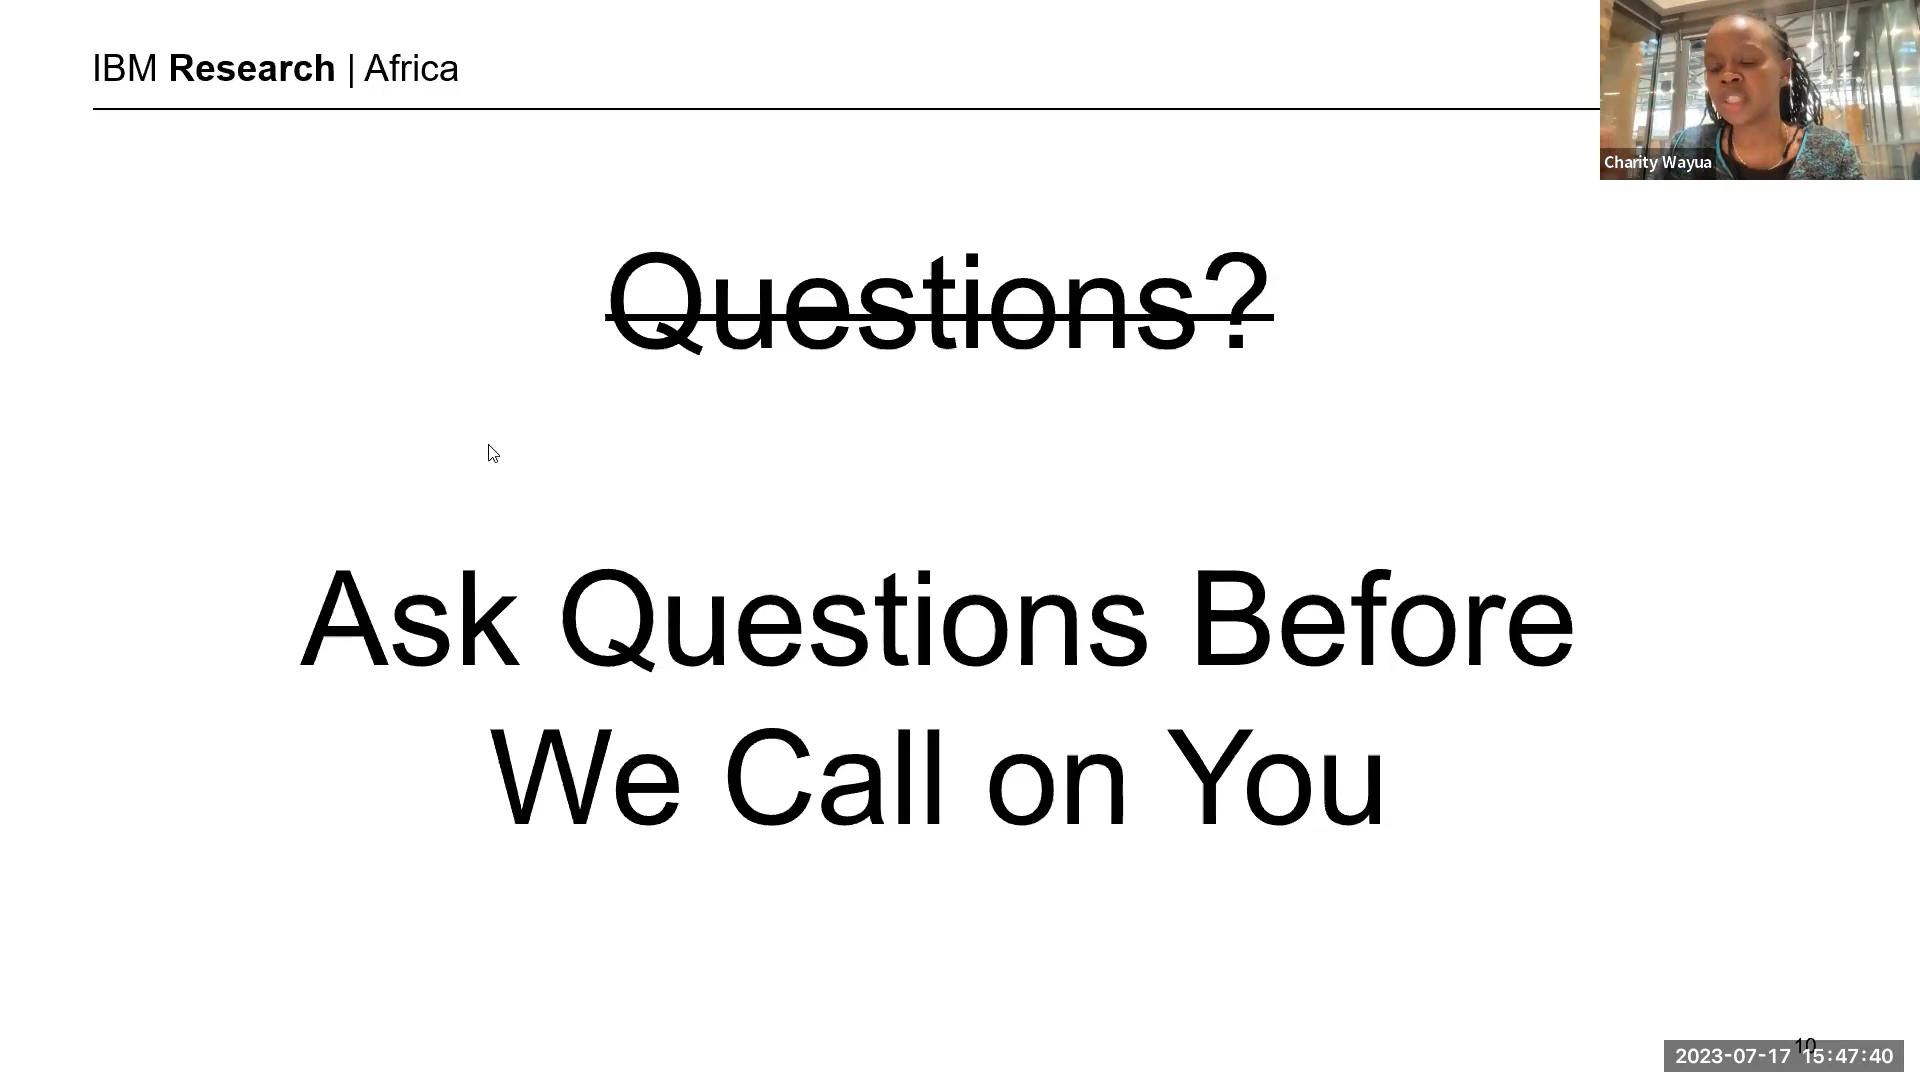 IBM Research | Africa
Charity Wayua
Questions?
Ask Questions Before
We Call on You
10
2023-07-17 15:47:40